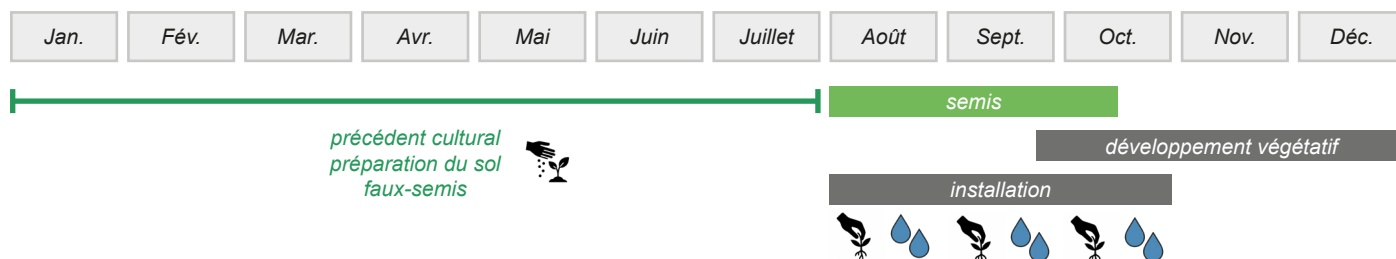 Jan. Fév. Mar. Avr. Mai Juin Juillet Août Sept. Oct. Nov. Déc.
semis
précédent cultural
préparation du sol
faux-semis
développement végétatif
installation